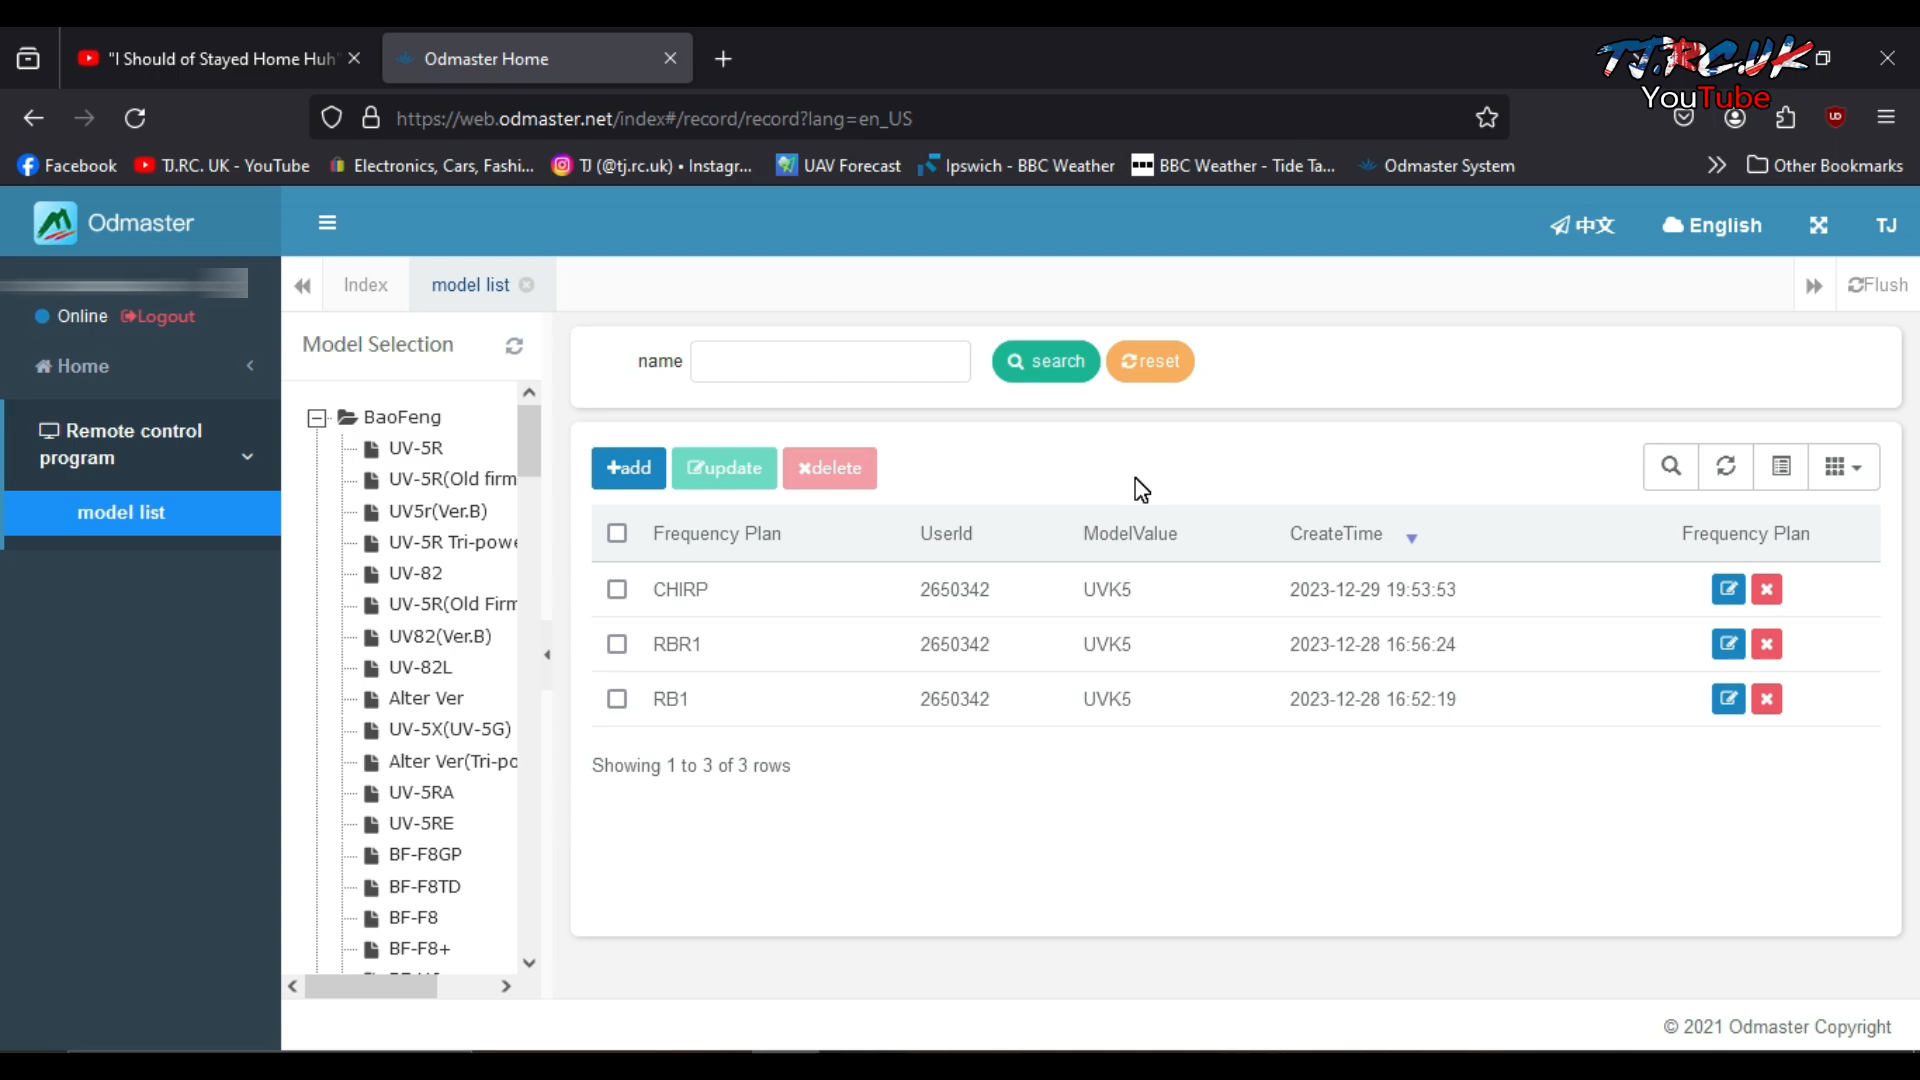 "I Should of Stayed Home Huh"
Odmaster Home
TJ.RC.UK
YouTube
https://web.odmaster.net/index#/record/record?lang=en_US
Facebook
TJ.RC. UK - YouTube
Electronics, Cars, Fashi...
TJ (@tj.rc.uk) • Instagr...
UAV Forecast
Ipswich - BBC Weather
BBC Weather - Tide Ta...
Odmaster System
Other Bookmarks
Odmaster
中文
English
TJ
Online
Logout
Home
Remote control
program
model list
Index
model list
Flush
Model Selection
BaoFeng
UV-5R
UV-5R(Old firm
UV5r(Ver.B)
UV-5R Tri-powe
UV-82
UV-5R(Old Firm
UV82(Ver.B)
UV-82L
Alter Ver
UV-5X(UV-5G)
Alter Ver(Tri-po
UV-5RA
UV-5RE
BF-F8GP
BF-F8TD
BF-F8
BF-F8+
name
search
reset
add
update
delete
Frequency Plan UserId ModelValue CreateTime Frequency Plan
CHIRP 2650342 UVK5 2023-12-29 19:53:53
RBR1 2650342 UVK5 2023-12-28 16:56:24
RB1 2650342 UVK5 2023-12-28 16:52:19
Showing 1 to 3 of 3 rows
© 2021 Odmaster Copyright